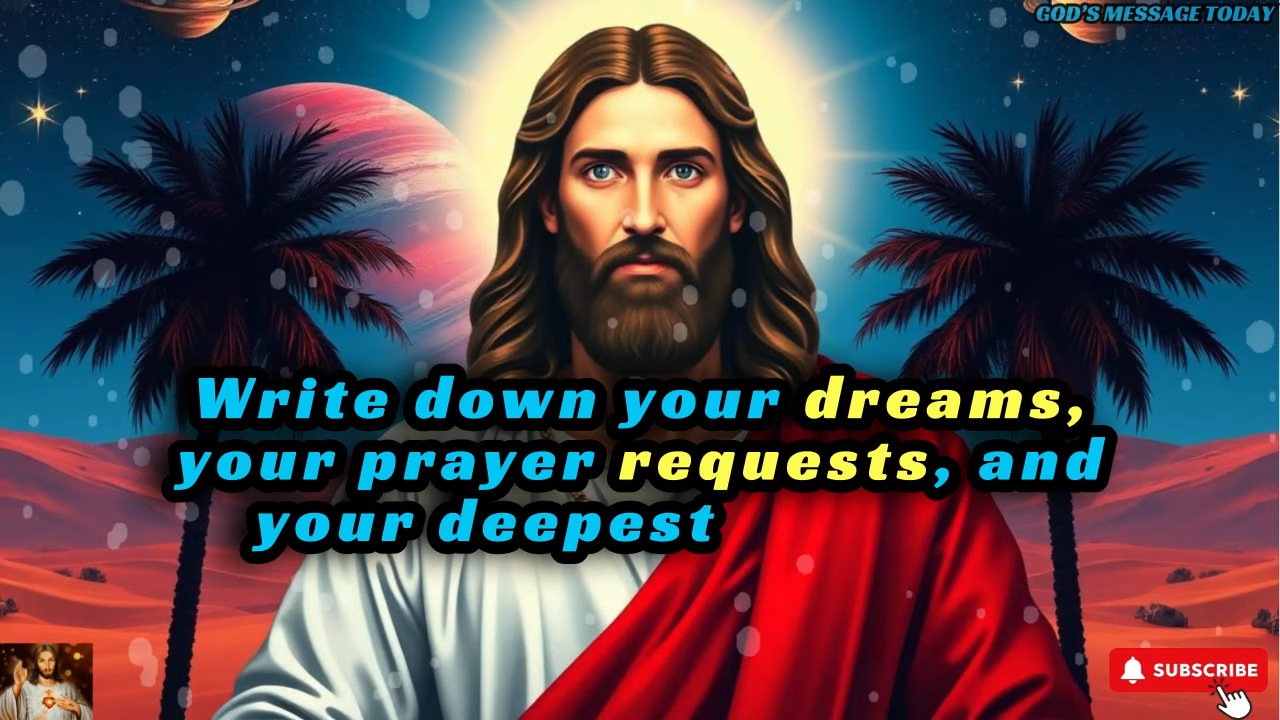 GOD'S MESSAGE TODAY
Write down your dreams,
your prayer requests, and
your deepest
SUBSCRIBE